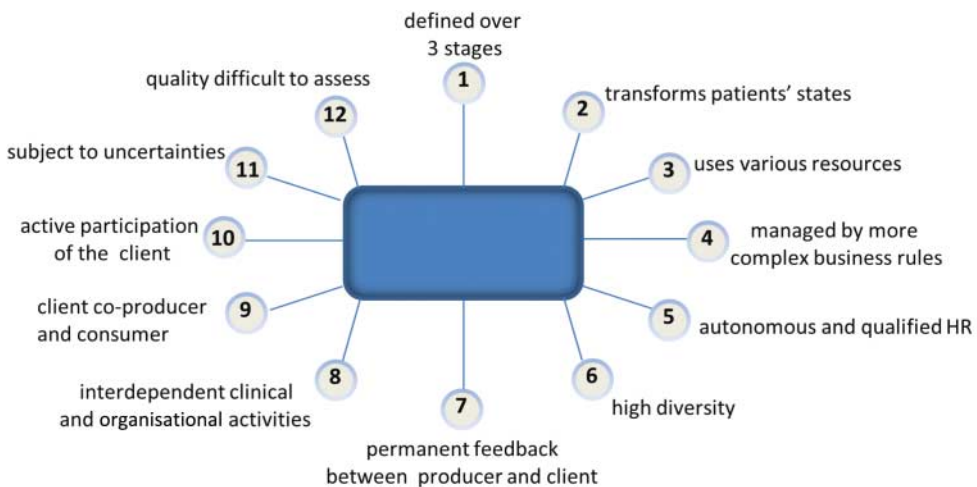 defined over
3 stages
1
2
transforms patients’ states
3
uses various resources
4
managed by more
complex business rules
5
autonomous and qualified HR
6
high diversity
7
permanent feedback
between producer and client
8
interdependent clinical
and organisational activities
9
client co-producer
and consumer
10
active participation
of the client
11
subject to uncertainties
12
quality difficult to assess